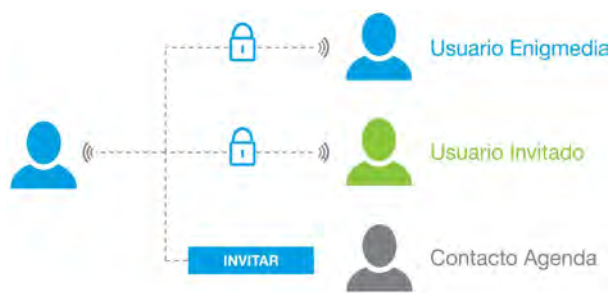 Usuario Enigmedia
Usuario Invitado
INVITAR
Contacto Agenda